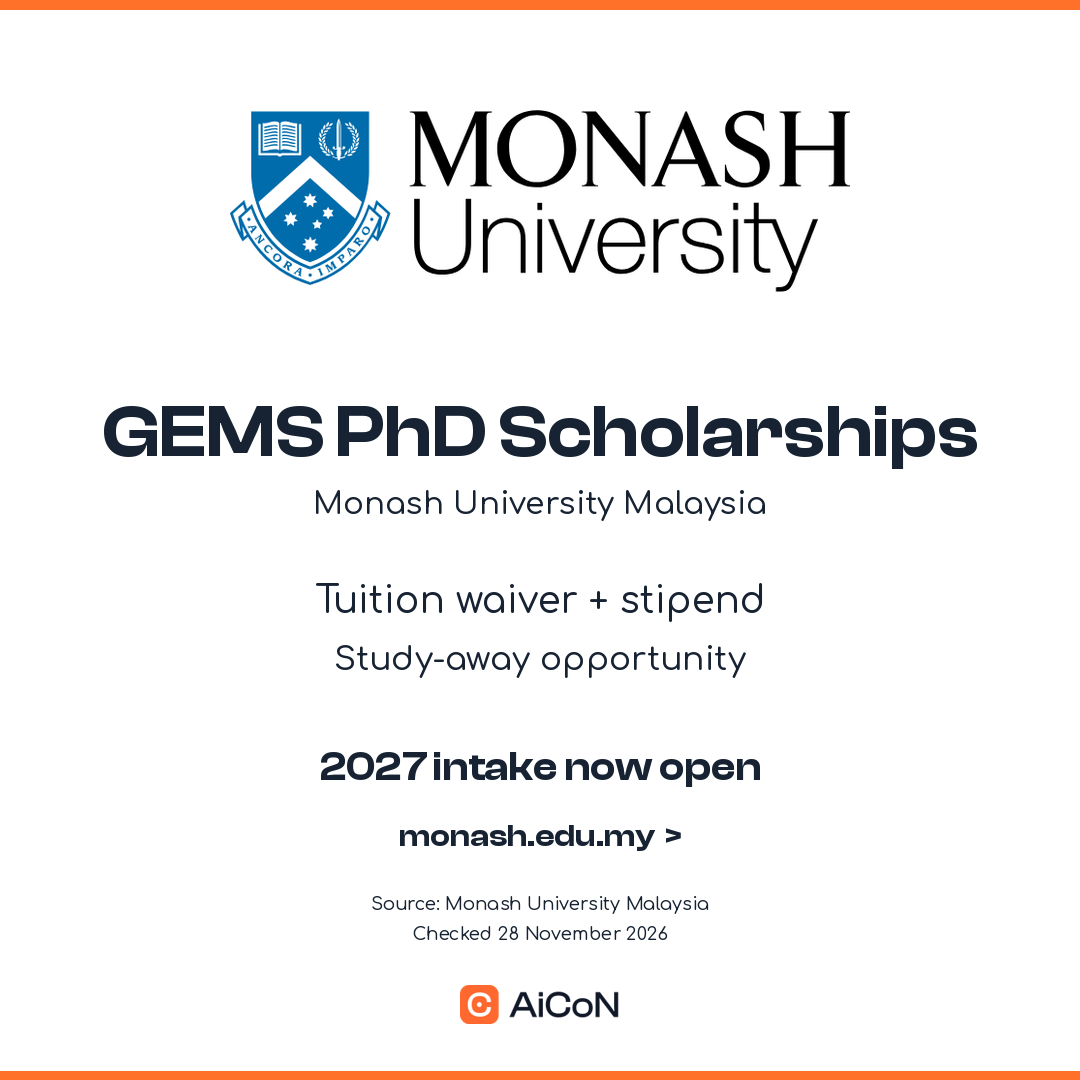 MONASH
University
ANCORA IMPARO
GEMS PhD Scholarships
Monash University Malaysia
Tuition waiver + stipend
Study-away opportunity
2027 intake now open
monash.edu.my >
Source: Monash University Malaysia
Checked 28 November 2026
AiCoN